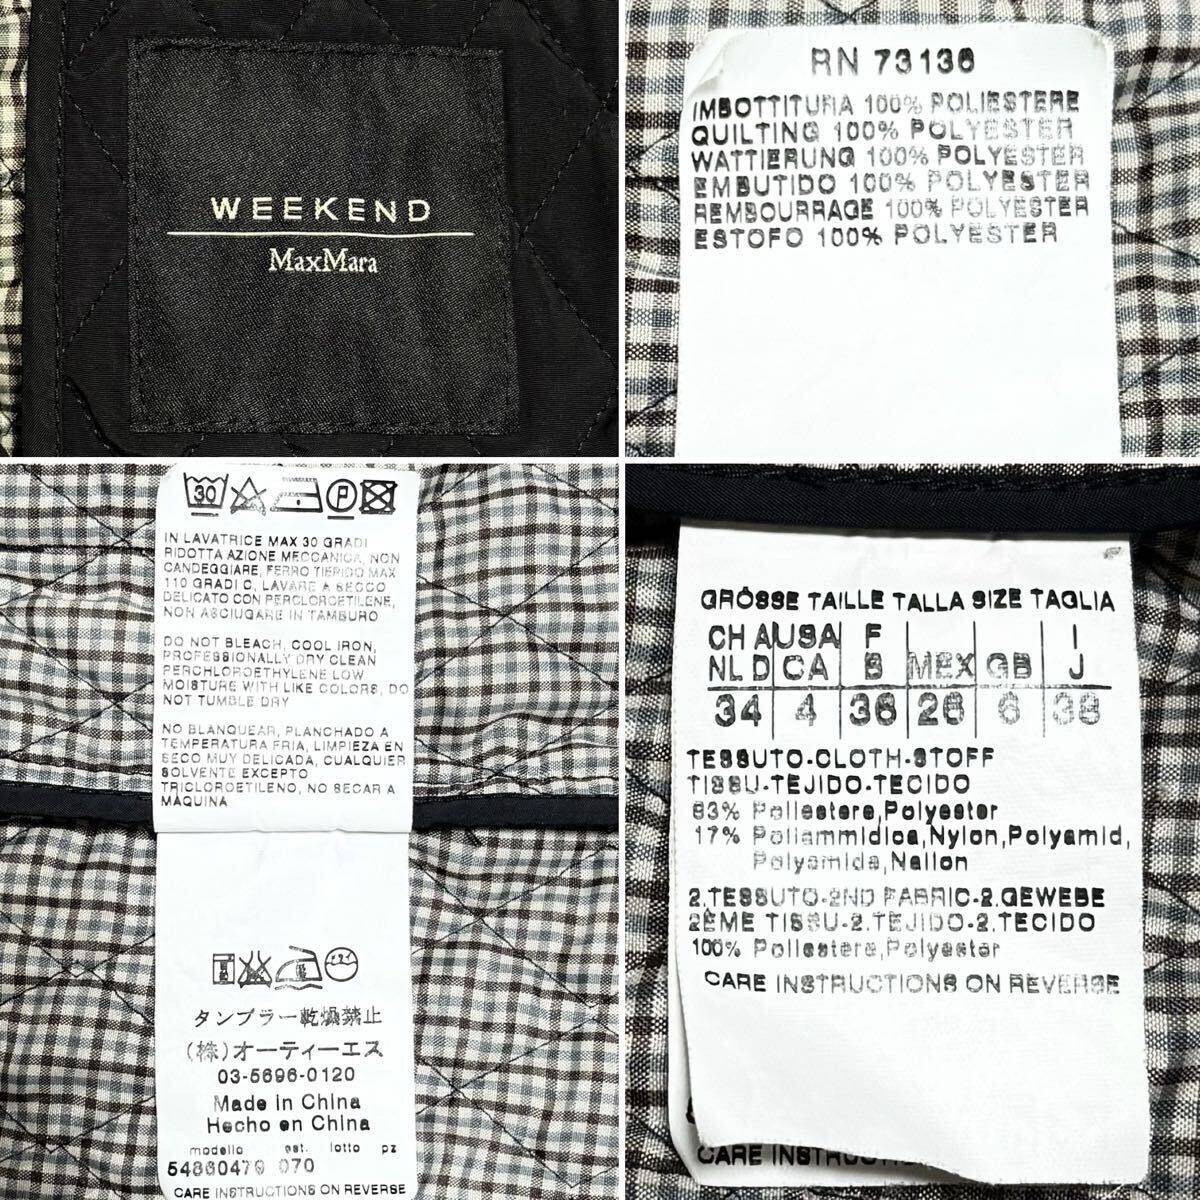 WEEKEND
MaxMara
RN 73136
IMBOTTITURA 100% POLIESTERE
QUILTING 100% POLYESTER
WATTIERUNG 100% POLYESTER
EMBUTIDO 100% POLYESTER
REMBOURRAGE 100% POLYESTER
ESTOFO 100% POLYESTER
30 P
IN LAVATRICE MAX 30 GRADI
RIDOTTA AZIONE MECCANICA, NON
CANDEGGIARE, FERRO TIEPIDO MAX
110 GRADI C, LAVARE A SECCO
DELICATO CON PERCLOROETILENE,
NON ASCIUGARE IN TAMBURO
DO NOT BLEACH, COOL IRON,
PROFESSIONALLY DRY CLEAN
PERCHLOROETHYLENE LOW
MOISTURE WITH LIKE COLORS, DO
NOT TUMBLE DRY
NO BLANQUEAR, PLANCHADO A
TEMPERATURA FRIA, LIMPIEZA EN
SECO MUY DELICADA, CUALQUIER
SOLVENTE EXCEPTO
TRICLOROETILENO, NO SECAR A
MÁQUINA
タンブラー乾燥禁止
(株)オーティーエス
03-5696-0120
Made in China
Hecho en China
modello est. lotto pz
54860479 070
CARE INSTRUCTIONS ON REVERSE
GRÖSSE TAILLE TALLA SIZE TAGLIA
CH A USA F I
NL D CA B MEX GB J
34 4 36 26 6 38
TESSUTO-CLOTH-STOFF
TISSU-TEJIDO-TECIDO
83% Poliestere,Polyester
17% Poliammidica,Nylon,Polyamid,
Polyamida,Nailon
2.TESSUTO-2ND FABRIC-2.GEWEBE
2ÈME TISSU-2.TEJIDO-2.TECIDO
100% Poliestere,Polyester
CARE INSTRUCTIONS ON REVERSE